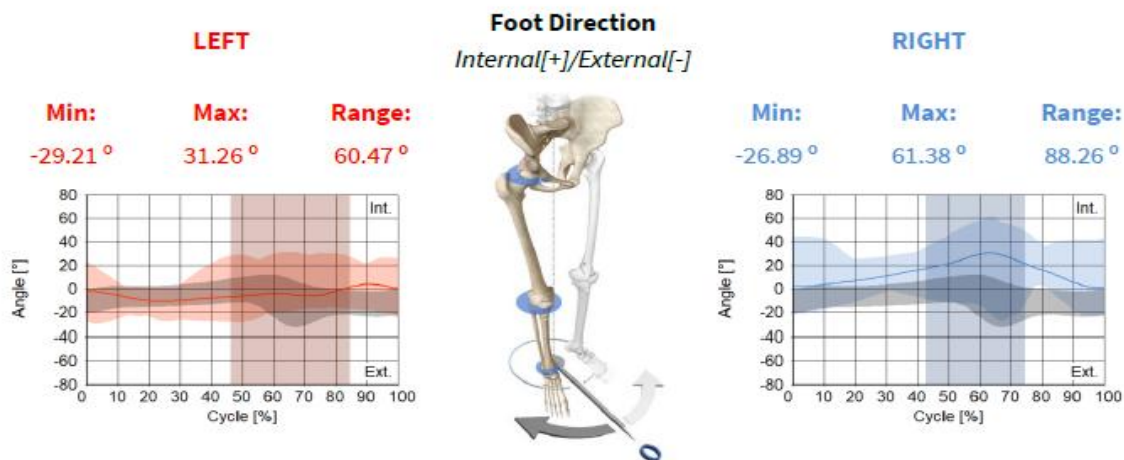 Foot Direction
LEFT
RIGHT
Internal[+]/External[-]
Min: Max: Range:
-29.21 º 31.26 º 60.47 º
Min: Max: Range:
-26.89 º 61.38 º 88.26 º
80
60
40
20
0
-20
-40
-60
-80
Angle [°]
Int.
Ext.
0 10 20 30 40 50 60 70 80 90 100
Cycle [%]
80
60
40
20
0
-20
-40
-60
-80
Angle [°]
Int.
Ext.
0 10 20 30 40 50 60 70 80 90 100
Cycle [%]